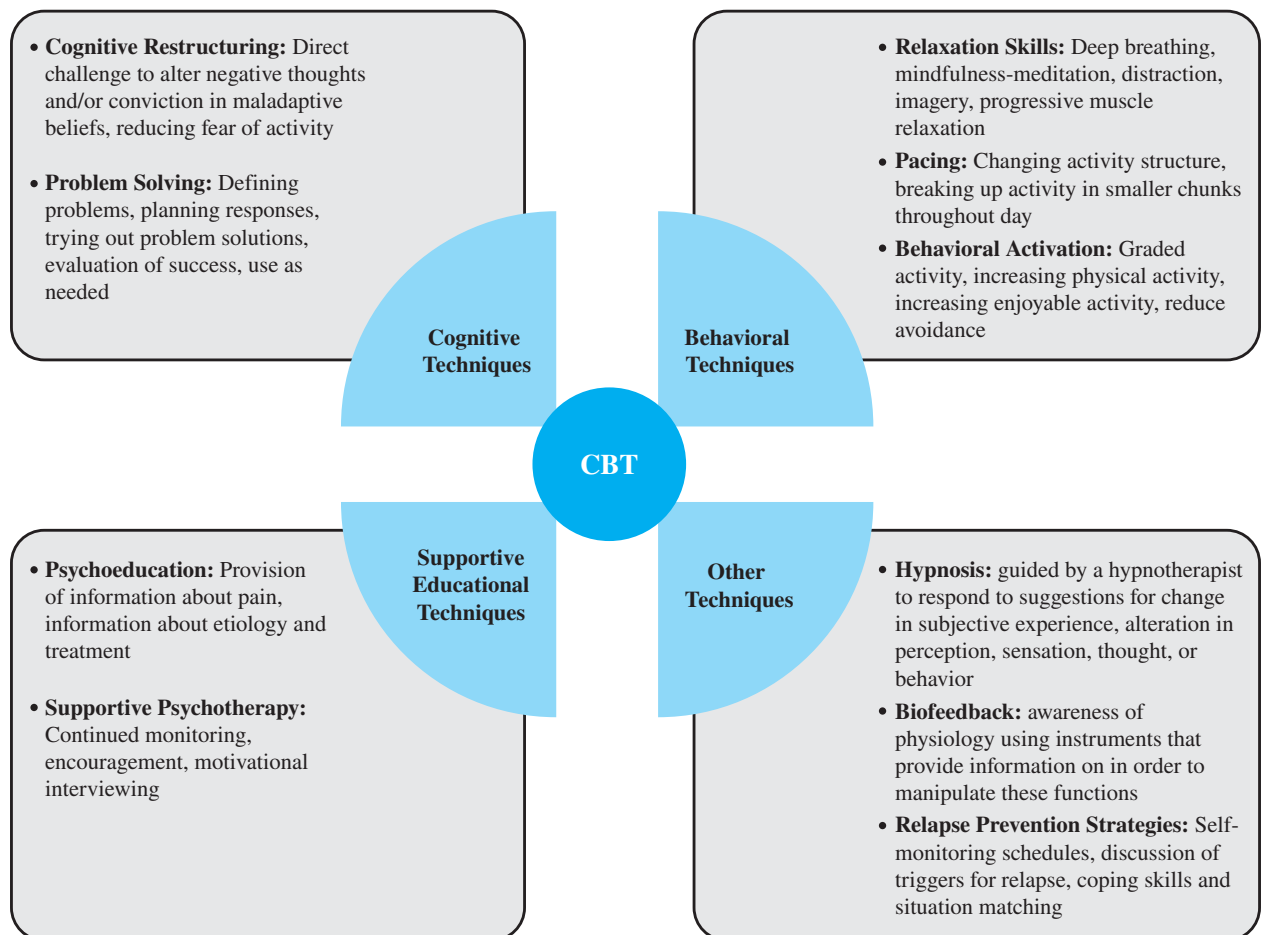 • Cognitive Restructuring: Direct
challenge to alter negative thoughts
and/or conviction in maladaptive
beliefs, reducing fear of activity
• Problem Solving: Defining
problems, planning responses,
trying out problem solutions,
evaluation of success, use as
needed
• Relaxation Skills: Deep breathing,
mindfulness-meditation, distraction,
imagery, progressive muscle
relaxation
• Pacing: Changing activity structure,
breaking up activity in smaller chunks
throughout day
• Behavioral Activation: Graded
activity, increasing physical activity,
increasing enjoyable activity, reduce
avoidance
Cognitive
Techniques
Behavioral
Techniques
CBT
Supportive
Educational
Techniques
Other
Techniques
• Psychoeducation: Provision
of information about pain,
information about etiology and
treatment
• Supportive Psychotherapy:
Continued monitoring,
encouragement, motivational
interviewing
• Hypnosis: guided by a hypnotherapist
to respond to suggestions for change
in subjective experience, alteration in
perception, sensation, thought, or
behavior
• Biofeedback: awareness of
physiology using instruments that
provide information on in order to
manipulate these functions
• Relapse Prevention Strategies: Self-
monitoring schedules, discussion of
triggers for relapse, coping skills and
situation matching